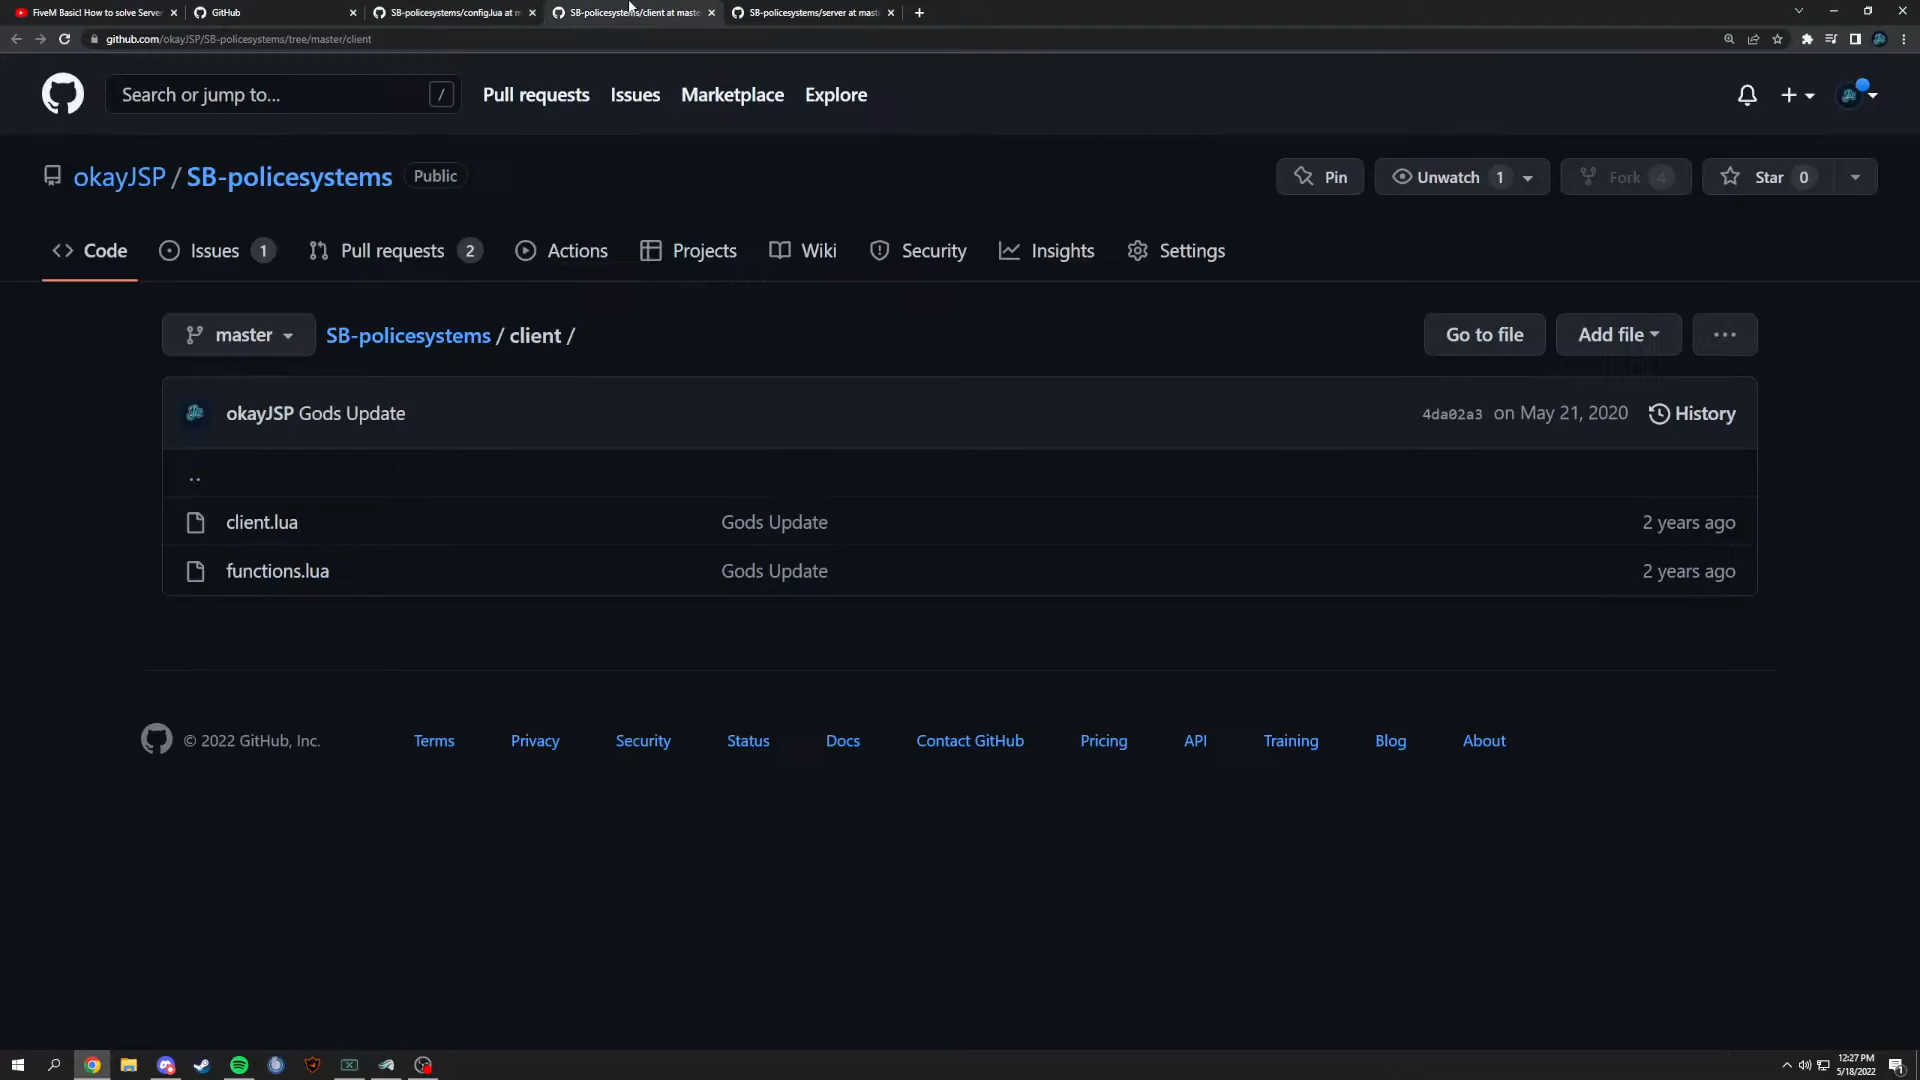 FiveM Basic! How to solve Server
GitHub
SB-policesystems/config.lua at m
SB-policesystems/client at maste
SB-policesystems/server at mast
github.com/okayJSP/SB-policesystems/tree/master/client
Search or jump to...
/
Pull requests
Issues
Marketplace
Explore
okayJSP / SB-policesystems
Public
Pin
Unwatch 1
Fork 4
Star 0
Code
Issues 1
Pull requests 2
Actions
Projects
Wiki
Security
Insights
Settings
master
SB-policesystems / client /
Go to file
Add file
...
okayJSP Gods Update
4da02a3 on May 21, 2020
History
..
client.lua
Gods Update
2 years ago
functions.lua
Gods Update
2 years ago
© 2022 GitHub, Inc.
Terms
Privacy
Security
Status
Docs
Contact GitHub
Pricing
API
Training
Blog
About
12:27 PM
5/18/2022